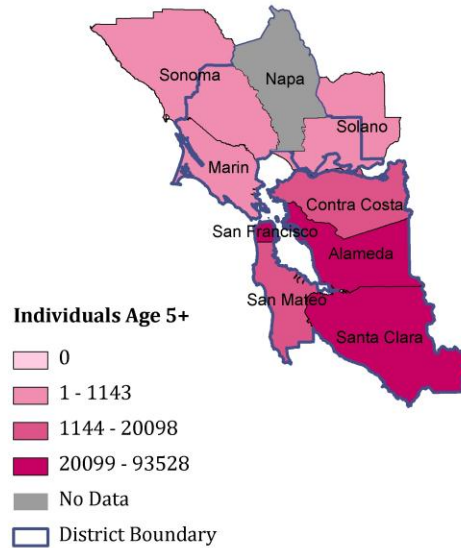 Sonoma
Napa
Solano
Marin
Contra Costa
San Francisco
Alameda
San Mateo
Santa Clara
Individuals Age 5+
0
1 - 1143
1144 - 20098
20099 - 93528
No Data
District Boundary